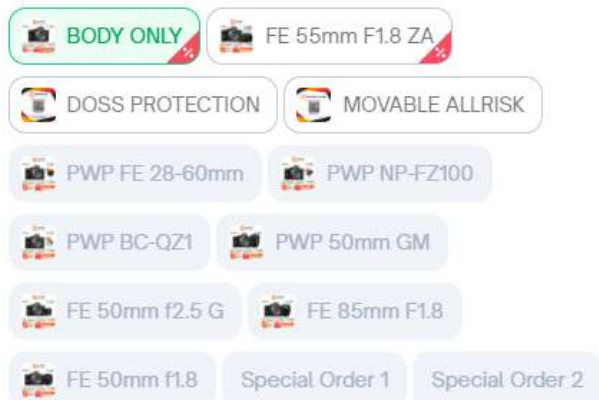 BODY ONLY FE 55mm F1.8 ZA
DOSS PROTECTION MOVABLE ALLRISK
PWP FE 28-60mm PWP NP-FZ100
PWP BC-QZ1 PWP 50mm GM
FE 50mm f2.5 G FE 85mm F1.8
FE 50mm f1.8 Special Order 1 Special Order 2